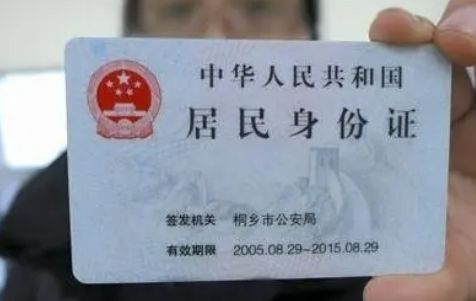 中华人民共和国
居民身份证
签发机关 桐乡市公安局
有效期限 2005.08.29~2015.08.29